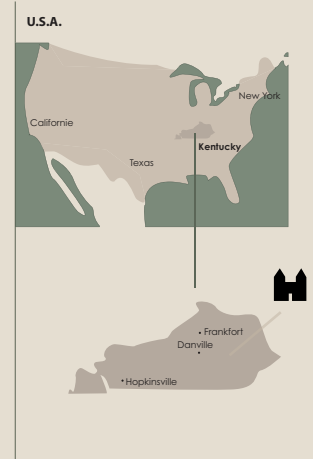 U.S.A.
New York
Californie
Kentucky
Texas
Frankfort
Danville
Hopkinsville